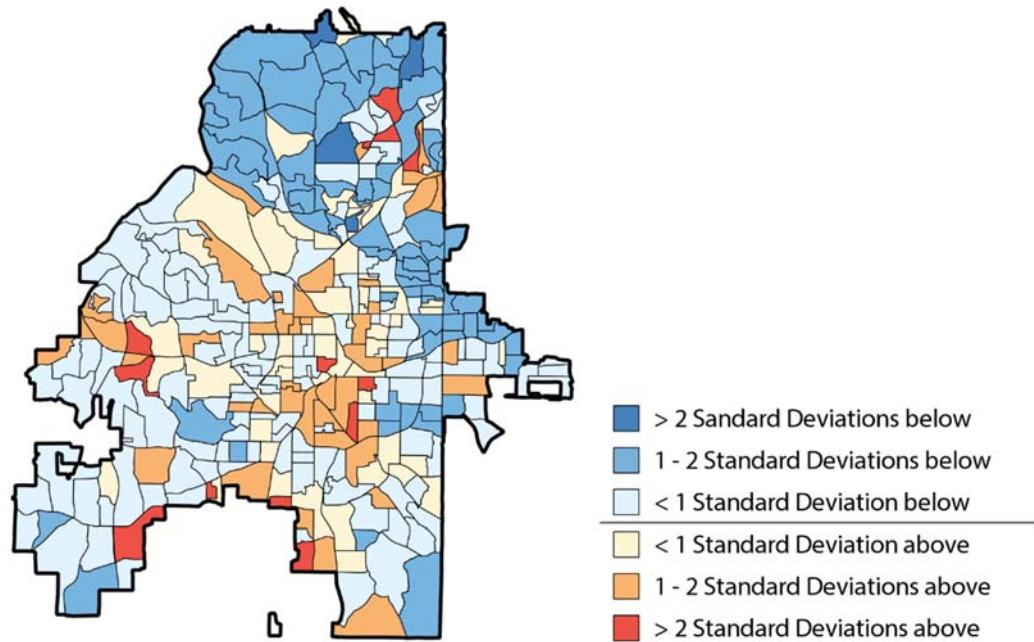 > 2 Sandard Deviations below
1 - 2 Standard Deviations below
< 1 Standard Deviation below
< 1 Standard Deviation above
1 - 2 Standard Deviations above
> 2 Standard Deviations above